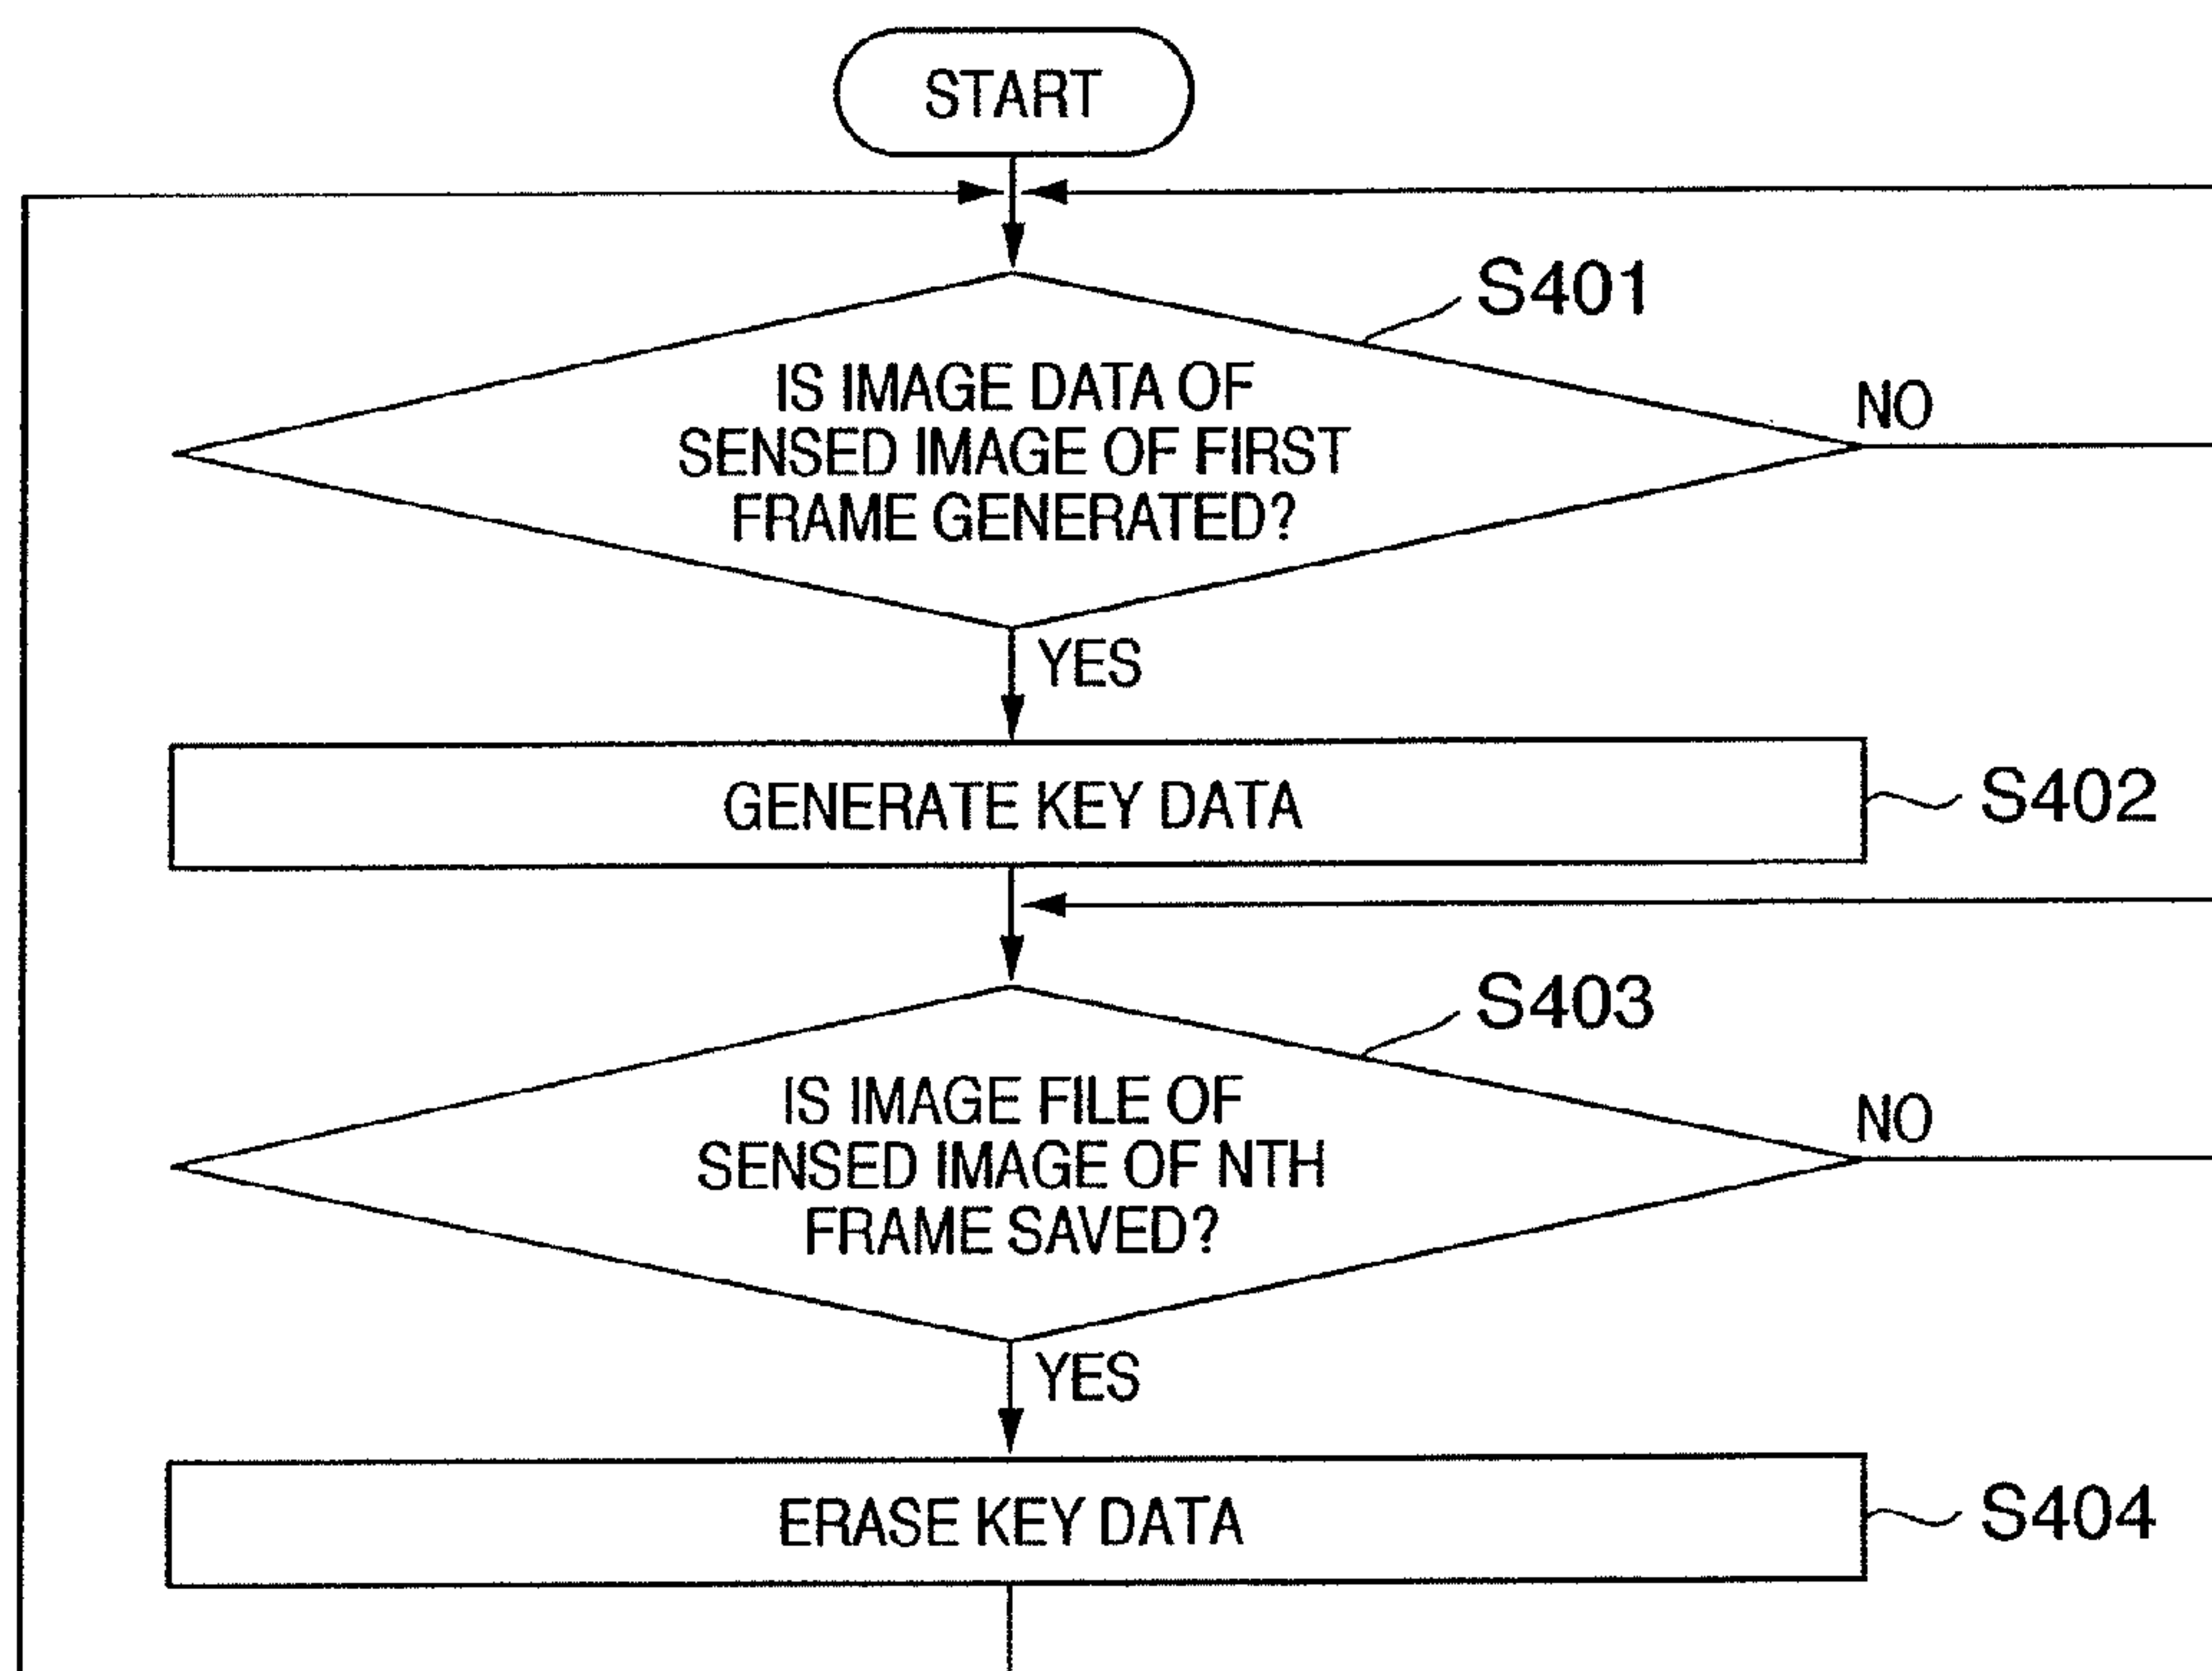 START
S401
IS IMAGE DATA OF
SENSED IMAGE OF FIRST
FRAME GENERATED?
NO
YES
GENERATE KEY DATA
S402
S403
IS IMAGE FILE OF
SENSED IMAGE OF NTH
FRAME SAVED?
NO
YES
ERASE KEY DATA
S404